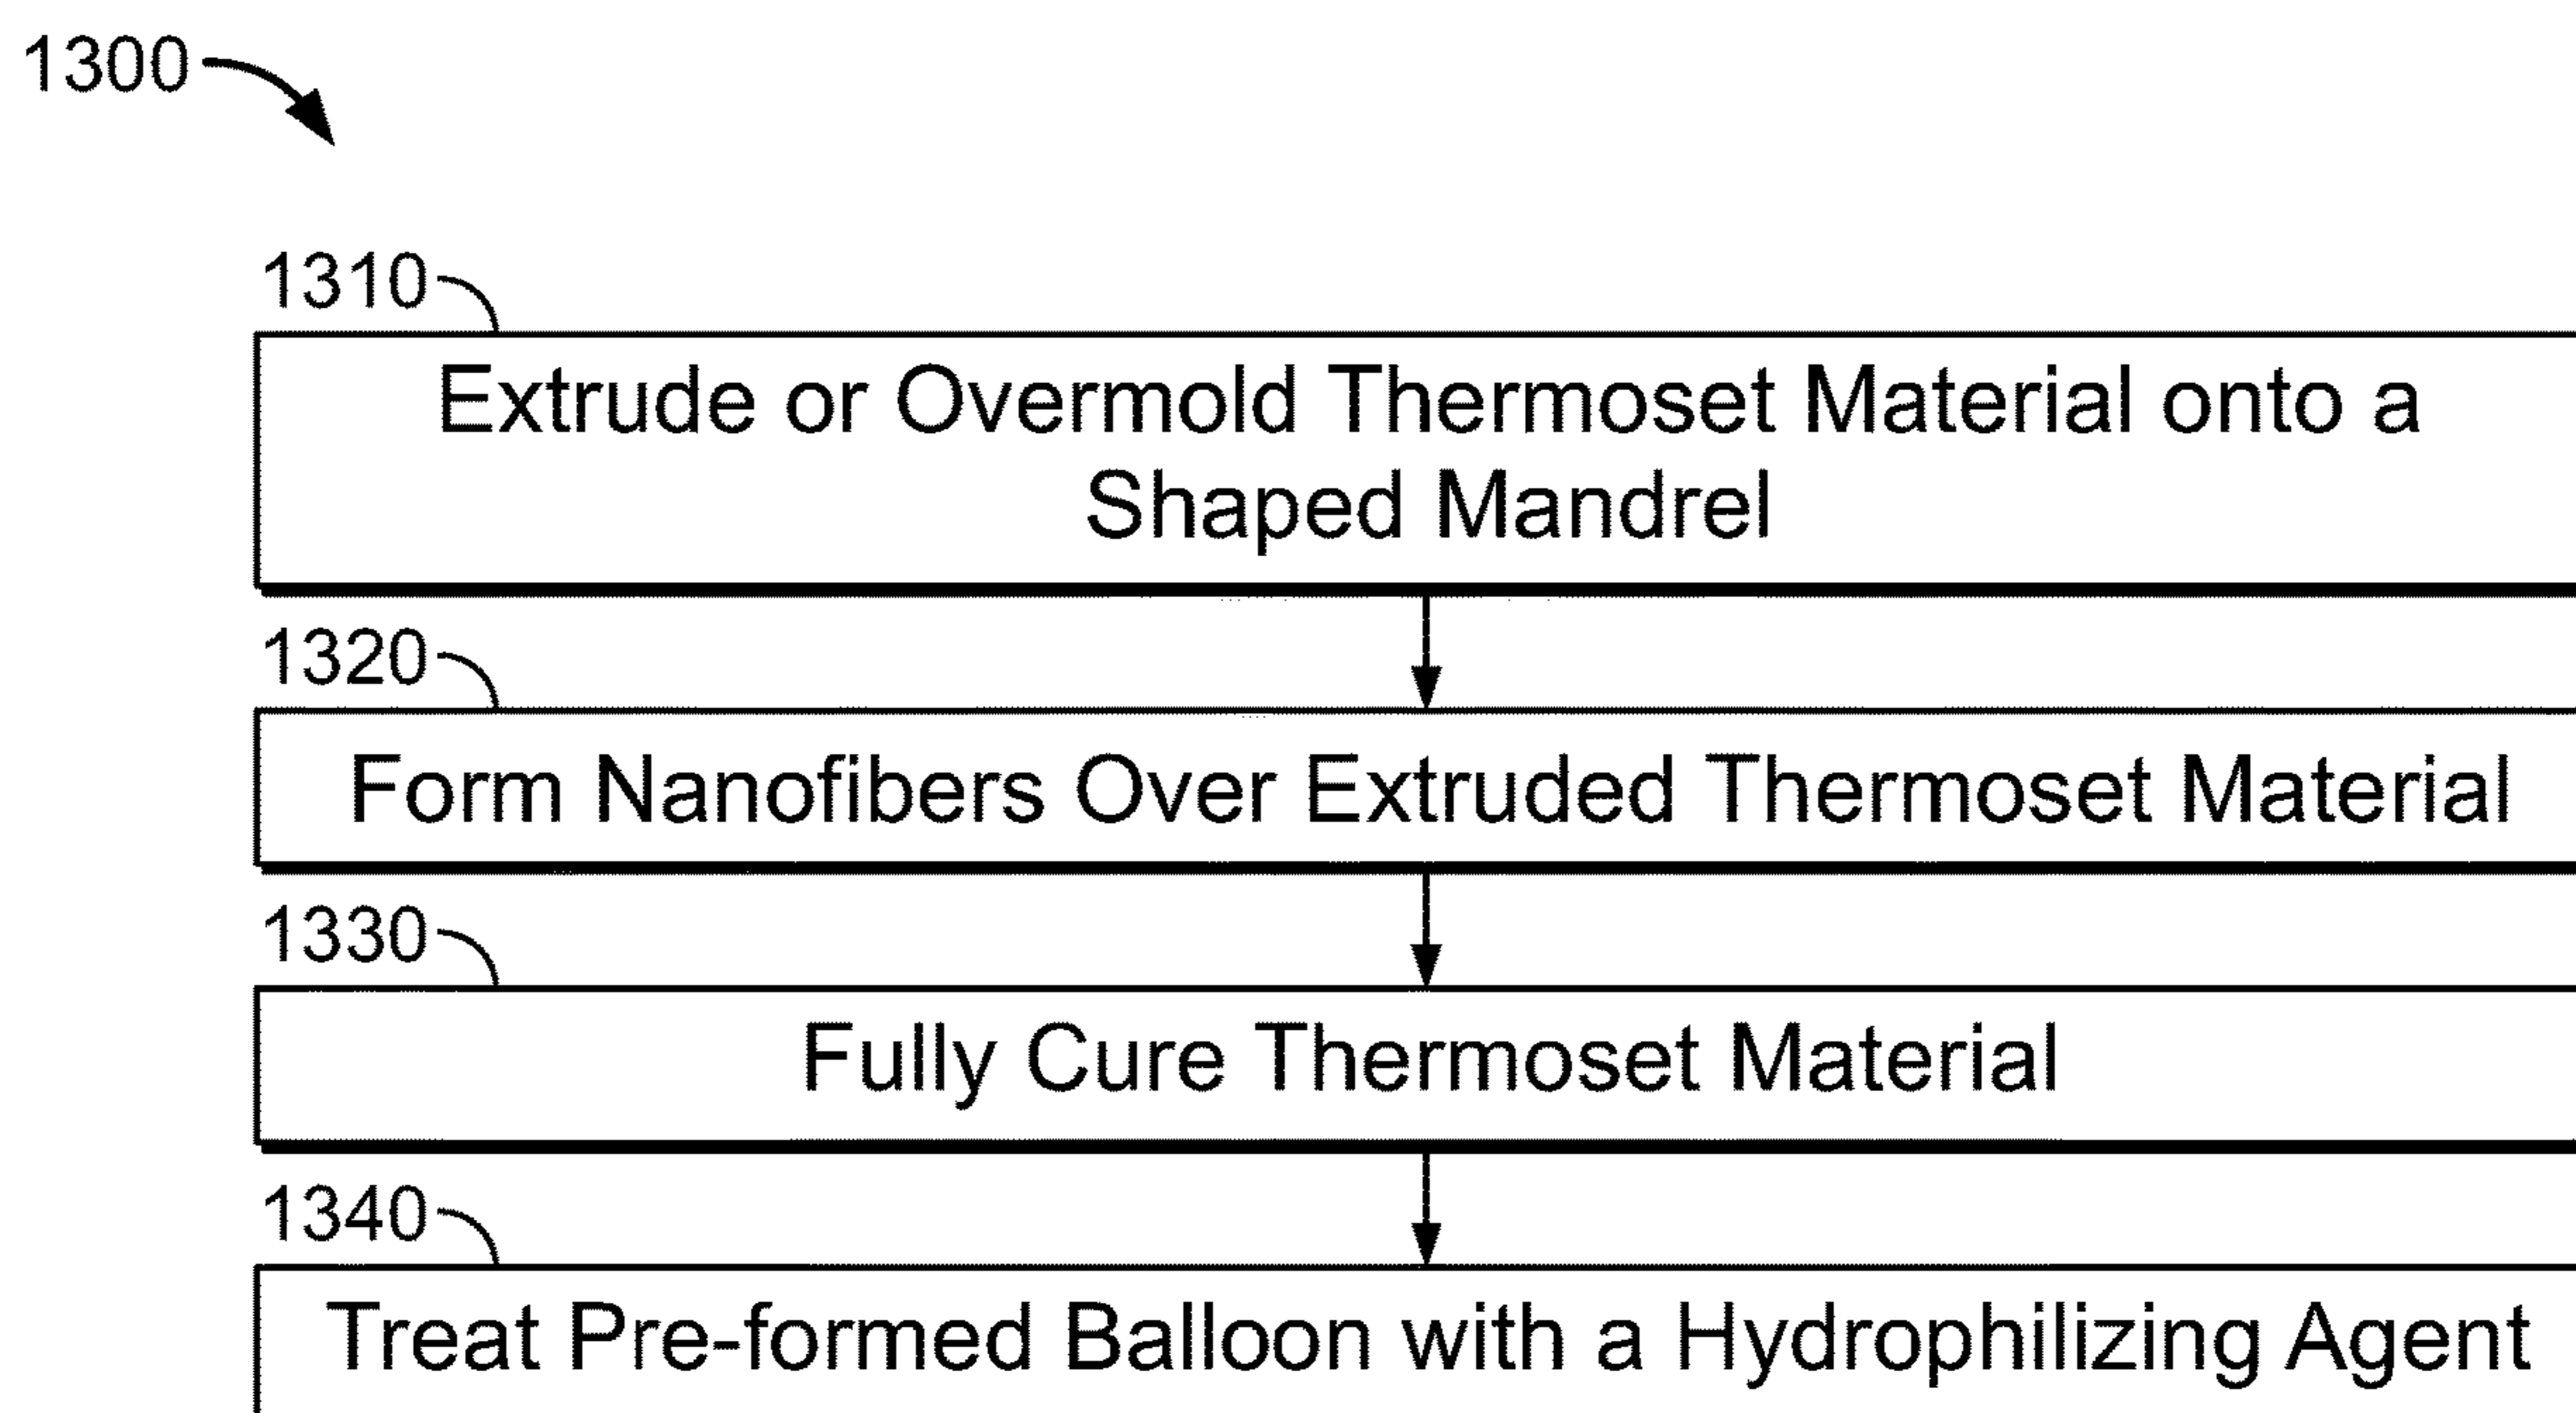 1300
1310
Extrude or Overmold Thermoset Material onto a
Shaped Mandrel
1320
Form Nanofibers Over Extruded Thermoset Material
1330
Fully Cure Thermoset Material
1340
Treat Pre-formed Balloon with a Hydrophilizing Agent